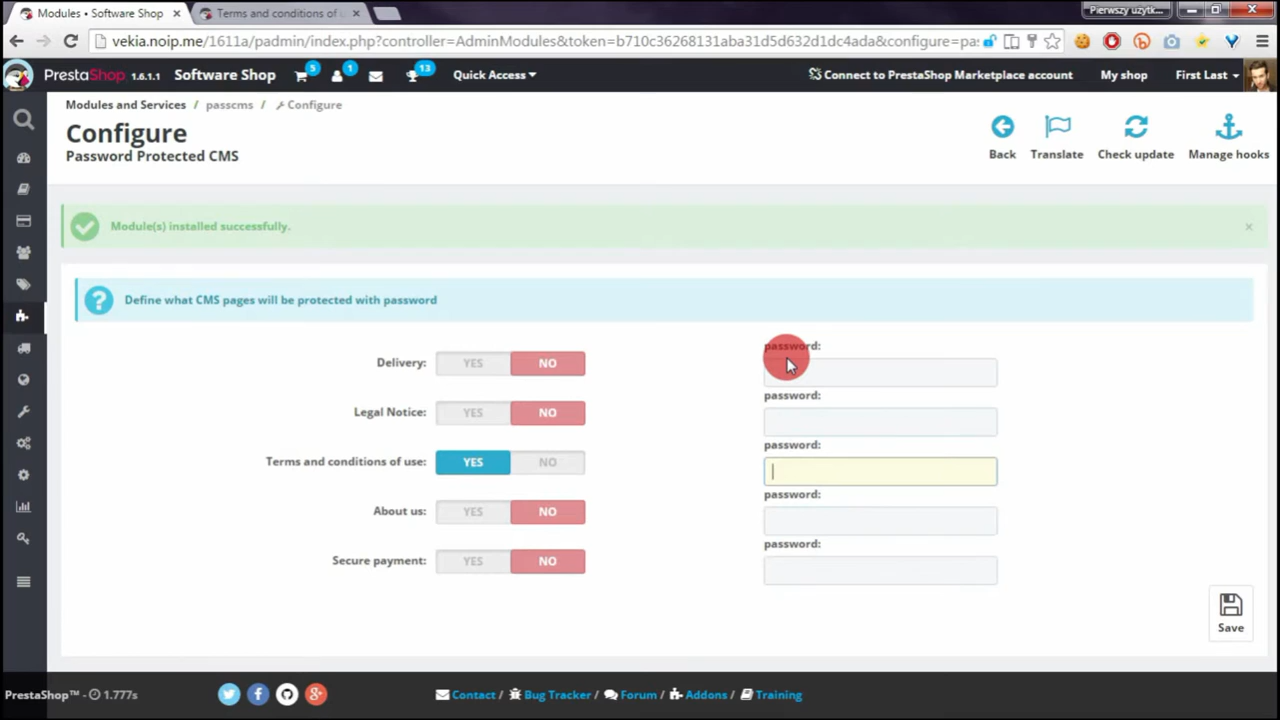 Modules • Software Shop
Terms and conditions of u
Pierwszy użytk...
vekia.noip.me/1611a/padmin/index.php?controller=AdminModules&token=b710c36268131aba31d5d632d1dc4ada&configure=pas
PrestaShop 1.6.1.1 Software Shop 5 1 13 Quick Access Connect to PrestaShop Marketplace account My shop First Last
Modules and Services / passcms / Configure
Configure
Password Protected CMS
Back Translate Check update Manage hooks
Module(s) installed successfully.
Define what CMS pages will be protected with password
password:
Delivery: YES NO
password:
Legal Notice: YES NO
password:
Terms and conditions of use: YES NO
password:
About us: YES NO
password:
Secure payment: YES NO
Save
PrestaShop™ - 1.777s
Contact / Bug Tracker / Forum / Addons / Training